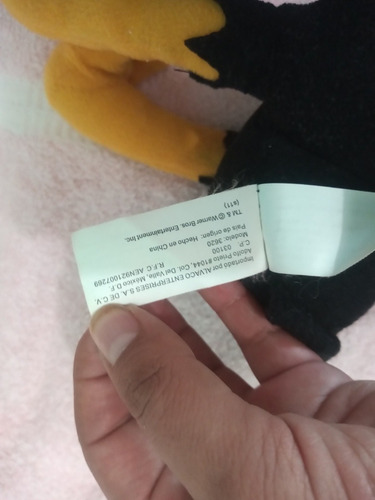 Importado por ALVACO ENTERPRISES S.A. DE C.V.
Adolfo Prieto #1044, Col. Del Valle, México D.F.
C.P. 03100 R.F.C. AEN9210072G9
Modelo: 3620
País de origen: Hecho en China
TM & © Warner Bros. Entertainment Inc.
(s11)